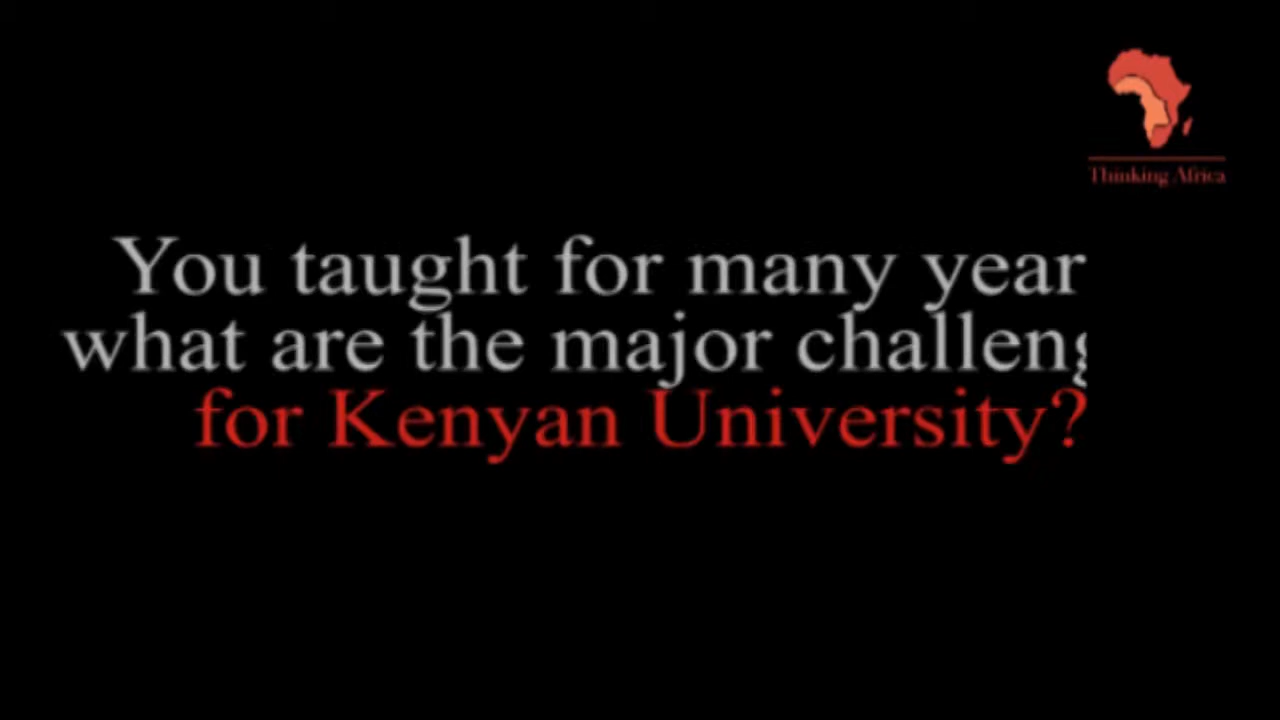 Thinking Africa
You taught for many year
what are the major challeng
for Kenyan University?